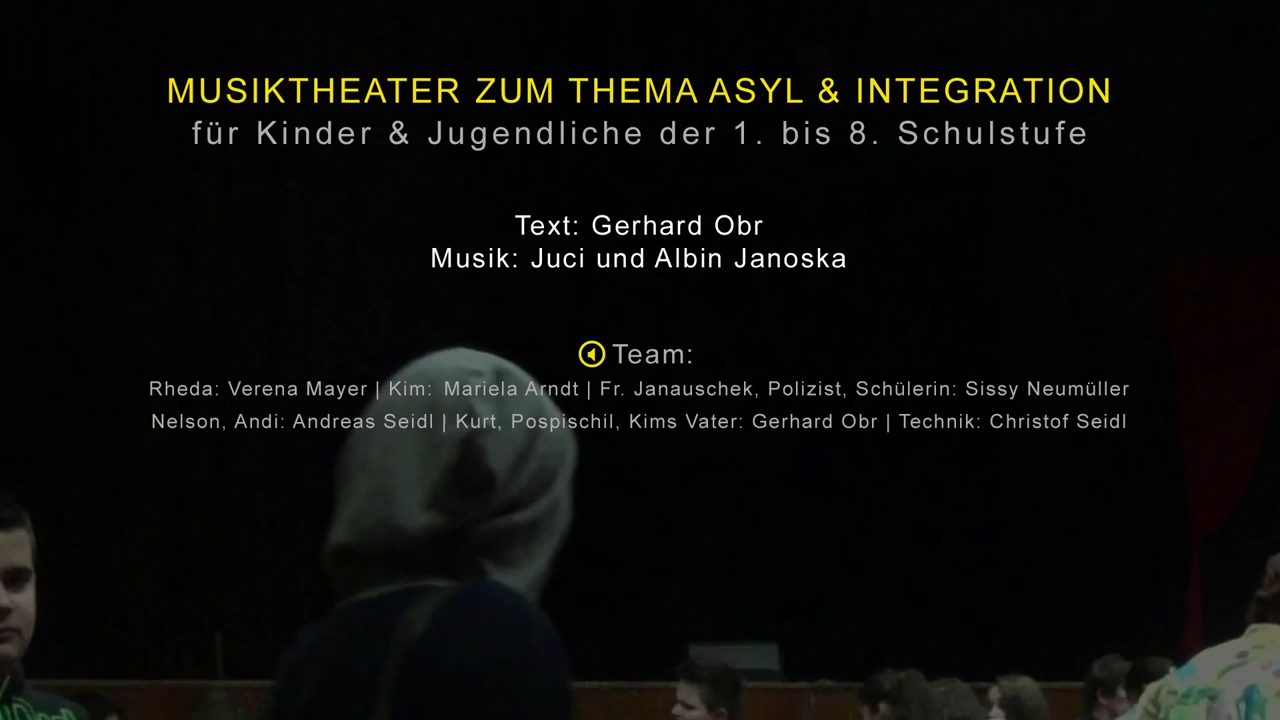 MUSIKTHEATER ZUM THEMA ASYL & INTEGRATION
für Kinder & Jugendliche der 1. bis 8. Schulstufe
Text: Gerhard Obr
Musik: Juci und Albin Janoska
Team:
Rheda: Verena Mayer | Kim: Mariela Arndt | Fr. Janauschek, Polizist, Schülerin: Sissy Neumüller
Nelson, Andi: Andreas Seidl | Kurt, Pospischil, Kims Vater: Gerhard Obr | Technik: Christof Seidl